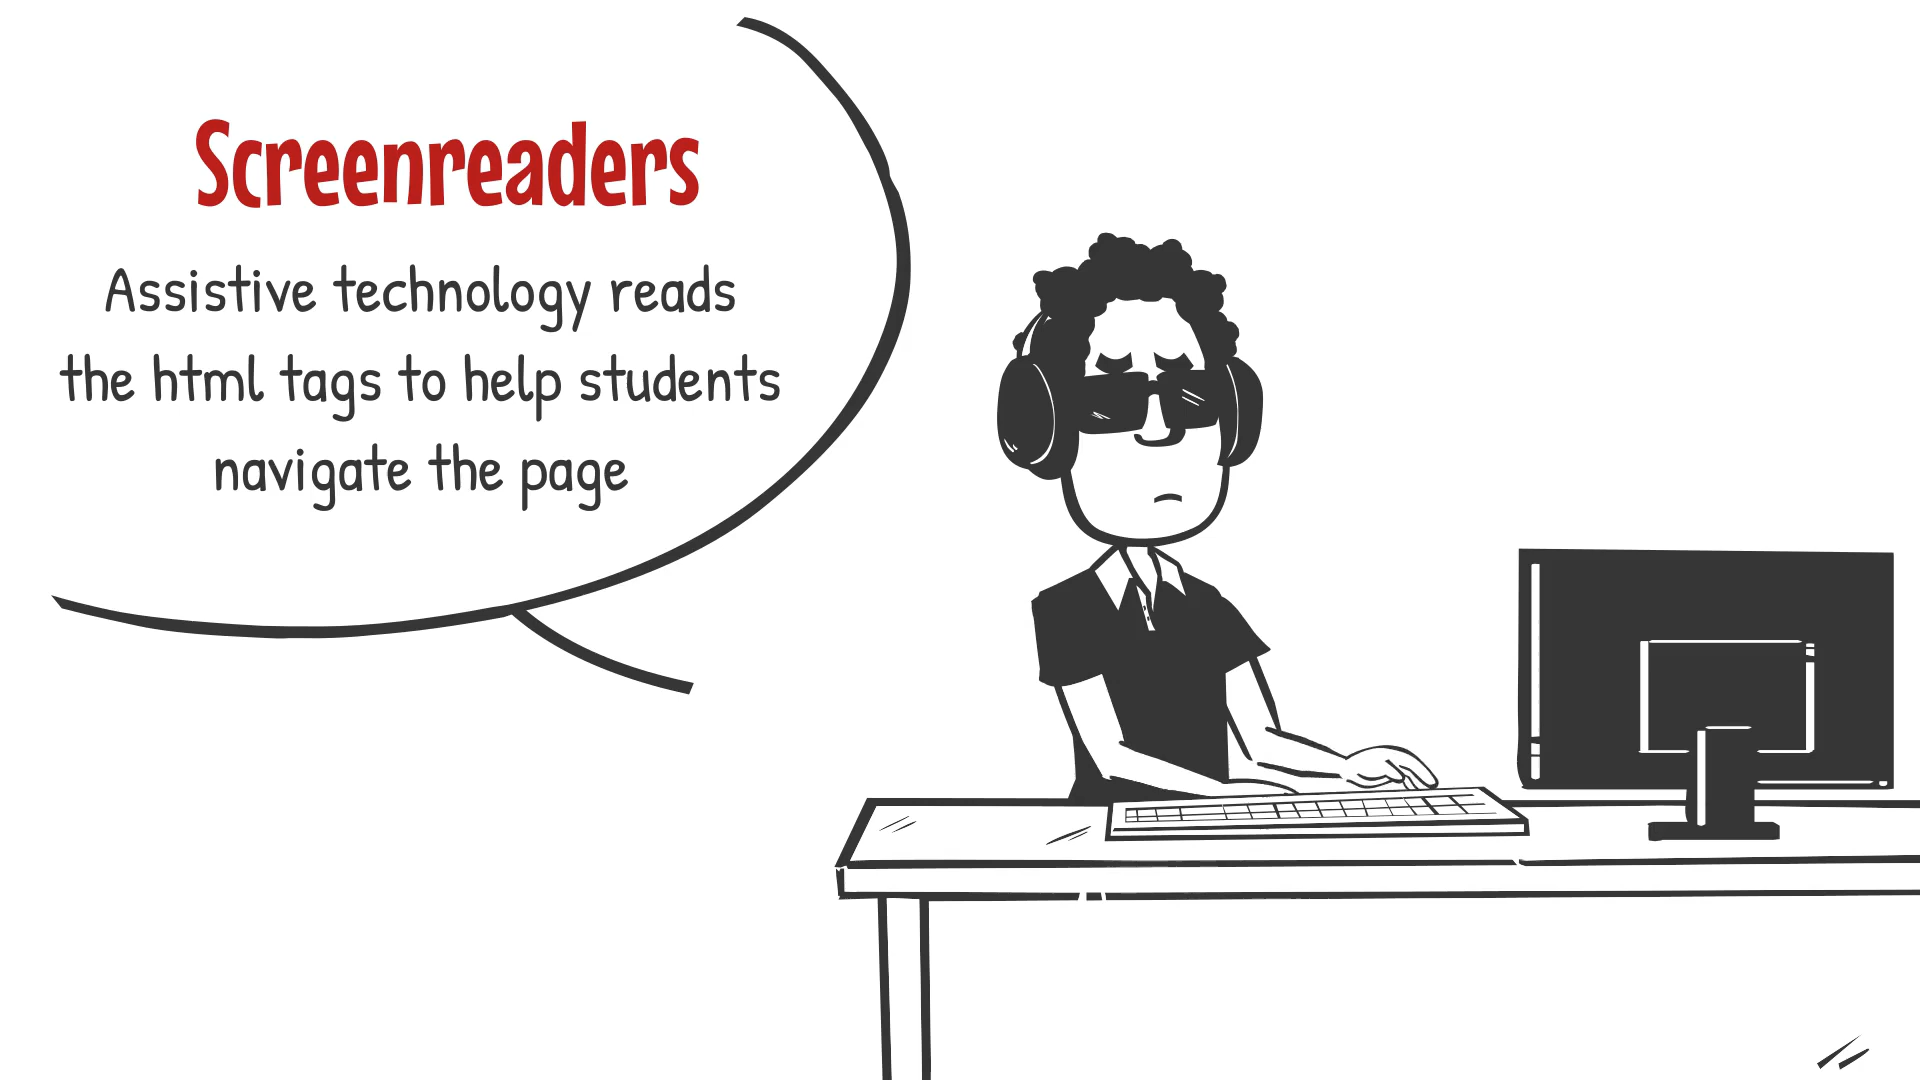 Screenreaders
Assistive technology reads
the html tags to help students
navigate the page